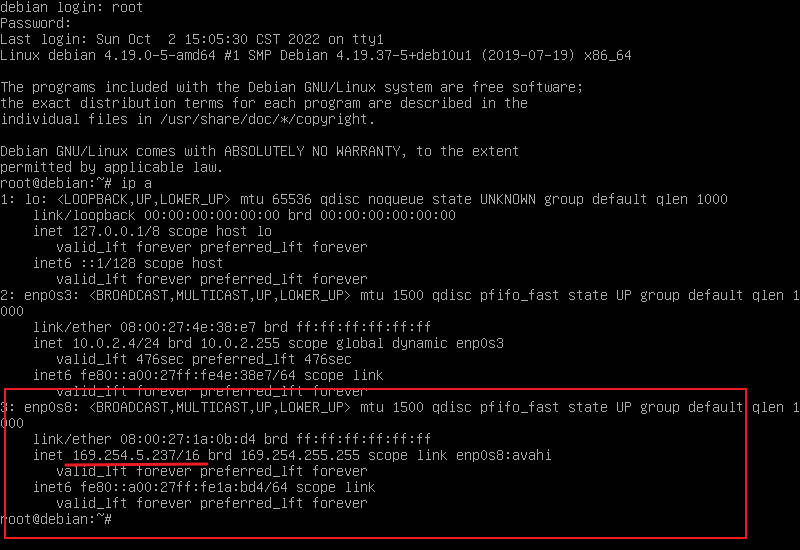 debian login: root
Password:
Last login: Sun Oct  2 15:05:30 CST 2022 on tty1
Linux debian 4.19.0-5-amd64 #1 SMP Debian 4.19.37-5+deb10u1 (2019-07-19) x86_64
The programs included with the Debian GNU/Linux system are free software;
the exact distribution terms for each program are described in the
individual files in /usr/share/doc/*/copyright.
Debian GNU/Linux comes with ABSOLUTELY NO WARRANTY, to the extent
permitted by applicable law.
root@debian:~# ip a
1: lo: <LOOPBACK,UP,LOWER_UP> mtu 65536 qdisc noqueue state UNKNOWN group default qlen 1000
    link/loopback 00:00:00:00:00:00 brd 00:00:00:00:00:00
    inet 127.0.0.1/8 scope host lo
       valid_lft forever preferred_lft forever
    inet6 ::1/128 scope host
       valid_lft forever preferred_lft forever
2: enp0s3: <BROADCAST,MULTICAST,UP,LOWER_UP> mtu 1500 qdisc pfifo_fast state UP group default qlen 1
000
    link/ether 08:00:27:4e:38:e7 brd ff:ff:ff:ff:ff:ff
    inet 10.0.2.4/24 brd 10.0.2.255 scope global dynamic enp0s3
       valid_lft 476sec preferred_lft 476sec
    inet6 fe80::a00:27ff:fe4e:38e7/64 scope link
       valid_lft forever preferred_lft forever
3: enp0s8: <BROADCAST,MULTICAST,UP,LOWER_UP> mtu 1500 qdisc pfifo_fast state UP group default qlen 1
000
    link/ether 08:00:27:1a:0b:d4 brd ff:ff:ff:ff:ff:ff
    inet 169.254.5.237/16 brd 169.254.255.255 scope link enp0s8:avahi
       valid_lft forever preferred_lft forever
    inet6 fe80::a00:27ff:fe1a:bd4/64 scope link
       valid_lft forever preferred_lft forever
root@debian:~#